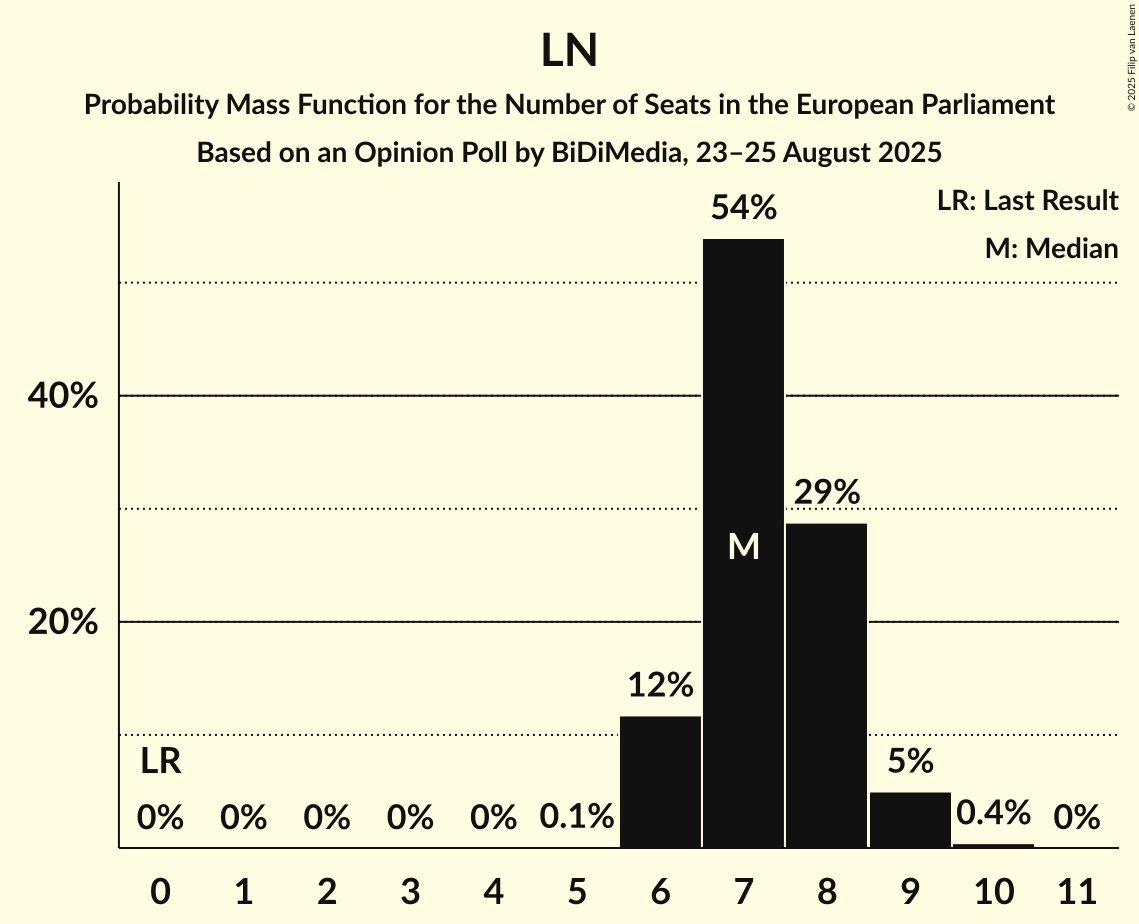 LN
Probability Mass Function for the Number of Seats in the European Parliament
Based on an Opinion Poll by BiDiMedia, 23–25 August 2025
© 2025 Filip van Laenen
LR: Last Result
M: Median
54%
40%
29%
M
20%
12%
LR
5%
0% 0% 0% 0% 0% 0.1% 0.4% 0%
0 1 2 3 4 5 6 7 8 9 10 11